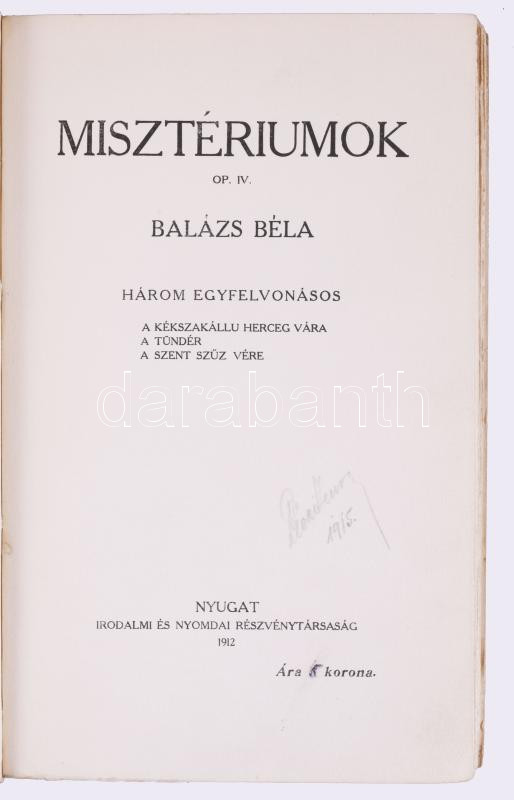 MISZTÉRIUMOK
OP. IV.
BALÁZS BÉLA
HÁROM EGYFELVONÁSOS
A KÉKSZAKÁLLU HERCEG VÁRA
A TÜNDÉR
A SZENT SZŰZ VÉRE
darabanth
1915.
NYUGAT
IRODALMI ÉS NYOMDAI RÉSZVÉNYTÁRSASÁG
1912
Ára 5 korona.